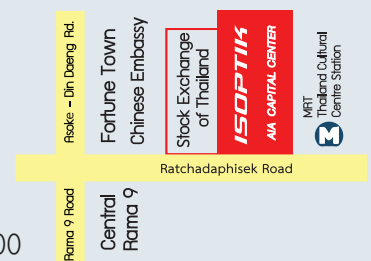 Asoke - Din Daeng Rd.
Fortune Town
Chinese Embassy
Stock Exchange
of Thailand
ISOPTIK
AIA CAPITAL CENTER
MRT
Thailand Cultural
Centre Station
M
Ratchadaphisek Road
Rama 9 Road
Central
Rama 9
00